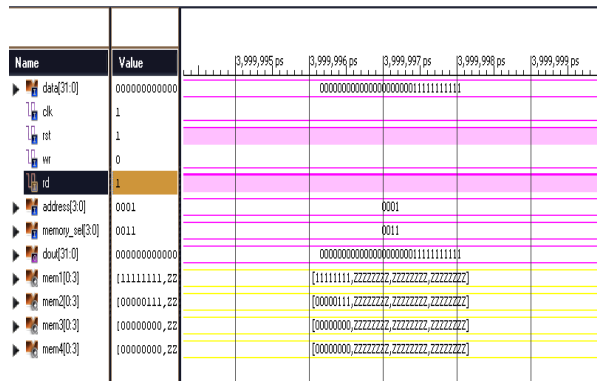 Name Value 3,999,995 ps 3,999,996 ps 3,999,997 ps 3,999,998 ps 3,999,999 ps
data[31:0] 000000000000 00000000000000000000011111111111
clk 1
rst 1
wr 0
rd 1
address[3:0] 0001 0001
memory_sel[3:0] 0011 0011
dout[31:0] 000000000000 00000000000000000000011111111111
mem1[0:3] [11111111,ZZ [11111111,ZZZZZZZZ,ZZZZZZZZ,ZZZZZZZZ]
mem2[0:3] [00000111,ZZ [00000111,ZZZZZZZZ,ZZZZZZZZ,ZZZZZZZZ]
mem3[0:3] [00000000,ZZ [00000000,ZZZZZZZZ,ZZZZZZZZ,ZZZZZZZZ]
mem4[0:3] [00000000,ZZ [00000000,ZZZZZZZZ,ZZZZZZZZ,ZZZZZZZZ]